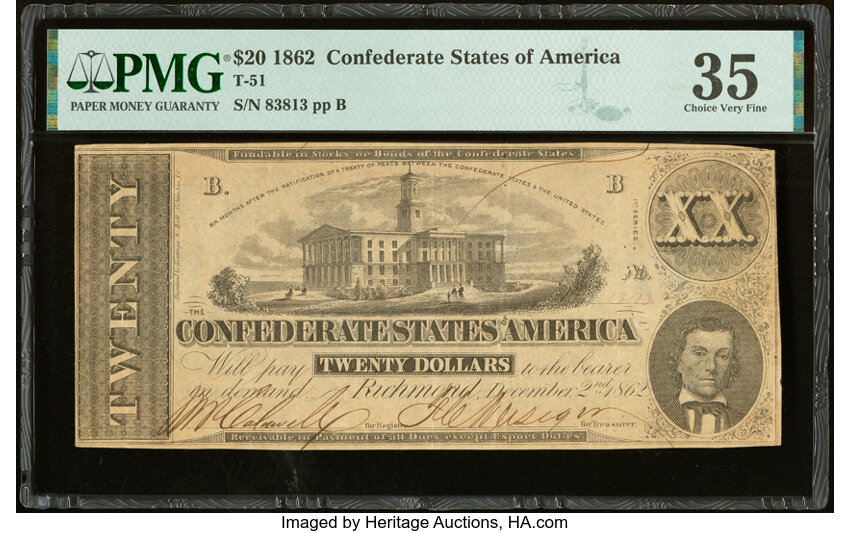 PMG® $20 1862 Confederate States of America
T-51
PAPER MONEY GUARANTY
S/N 83813 pp B
35
Choice Very Fine
Fundable in Stocks or Bonds of the Confederate States
SIX MONTHS AFTER THE RATIFICATION OF A TREATY OF PEACE BETWEEN THE CONFEDERATE STATES & THE UNITED STATES
B.
B
SERIES
XX
TWENTY
No.
THE
CONFEDERATE STATES AMERICA
Will pay TWENTY DOLLARS to the bearer
on demand Richmond, December, 2nd 1862
for Register
for Treasurer
Receivable in Payment of all Dues except Export Duties
Imaged by Heritage Auctions, HA.com